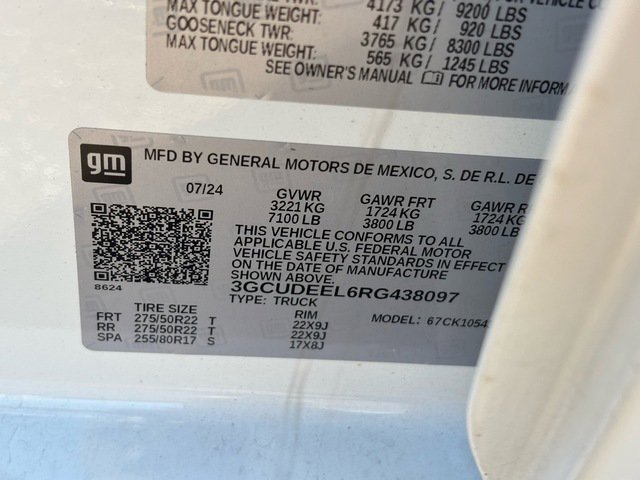 MAX TONGUE WEIGHT: 4173 KG/ 9200 LBS
GOOSENECK TWR: 417 KG/ 920 LBS
3765 KG/ 8300 LBS
MAX TONGUE WEIGHT: 565 KG/ 1245 LBS
SEE OWNER'S MANUAL FOR MORE INFORM
gm
MFD BY GENERAL MOTORS DE MEXICO, S. DE R.L. DE
07/24 GVWR GAWR FRT GAWR R
3221 KG 1724 KG 1724 KG
7100 LB 3800 LB 3800 LB
THIS VEHICLE CONFORMS TO ALL
APPLICABLE U.S. FEDERAL MOTOR
VEHICLE SAFETY STANDARDS IN EFFECT
ON THE DATE OF MANUFACTURE
SHOWN ABOVE.
3GCUDEEL6RG438097
8624
TYPE: TRUCK
TIRE SIZE RIM MODEL: 67CK1054
FRT 275/50R22 T 22X9J
RR 275/50R22 T 22X9J
SPA 255/80R17 S 17X8J